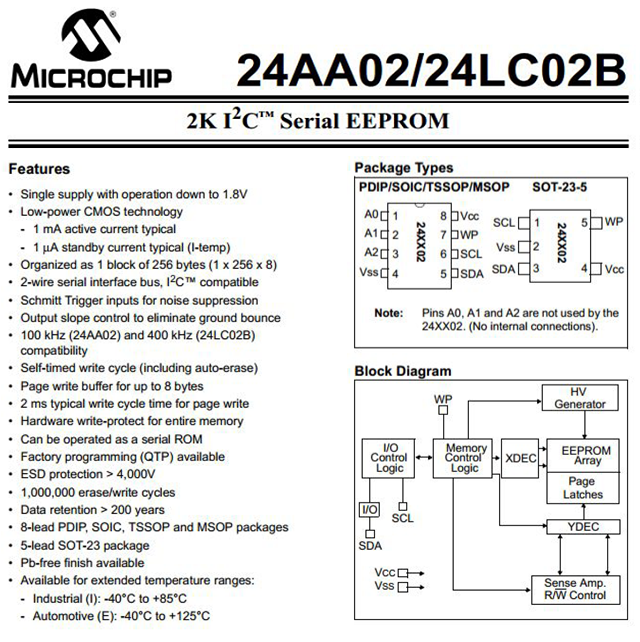 MICROCHIP
24AA02/24LC02B
2K I2C™ Serial EEPROM
Features
• Single supply with operation down to 1.8V
• Low-power CMOS technology
- 1 mA active current typical
- 1 µA standby current typical (I-temp)
• Organized as 1 block of 256 bytes (1 x 256 x 8)
• 2-wire serial interface bus, I2C™ compatible
• Schmitt Trigger inputs for noise suppression
• Output slope control to eliminate ground bounce
• 100 kHz (24AA02) and 400 kHz (24LC02B)
compatibility
• Self-timed write cycle (including auto-erase)
• Page write buffer for up to 8 bytes
• 2 ms typical write cycle time for page write
• Hardware write-protect for entire memory
• Can be operated as a serial ROM
• Factory programming (QTP) available
• ESD protection > 4,000V
• 1,000,000 erase/write cycles
• Data retention > 200 years
• 8-lead PDIP, SOIC, TSSOP and MSOP packages
• 5-lead SOT-23 package
• Pb-free finish available
• Available for extended temperature ranges:
- Industrial (I): -40°C to +85°C
- Automotive (E): -40°C to +125°C
Package Types
PDIP/SOIC/TSSOP/MSOP SOT-23-5
A0 1 8 Vcc
A1 2 7 WP
A2 3 6 SCL
Vss 4 5 SDA
24XX02
SCL 1 5 WP
Vss 2
SDA 3 4 Vcc
24XX02
Note: Pins A0, A1 and A2 are not used by the
24XX02. (No internal connections).
Block Diagram
WP
HV
Generator
I/O
Control
Logic
Memory
Control
Logic
XDEC
EEPROM
Array
Page
Latches
I/O
SCL
SDA
YDEC
Vcc
Vss
Sense Amp.
R/W Control